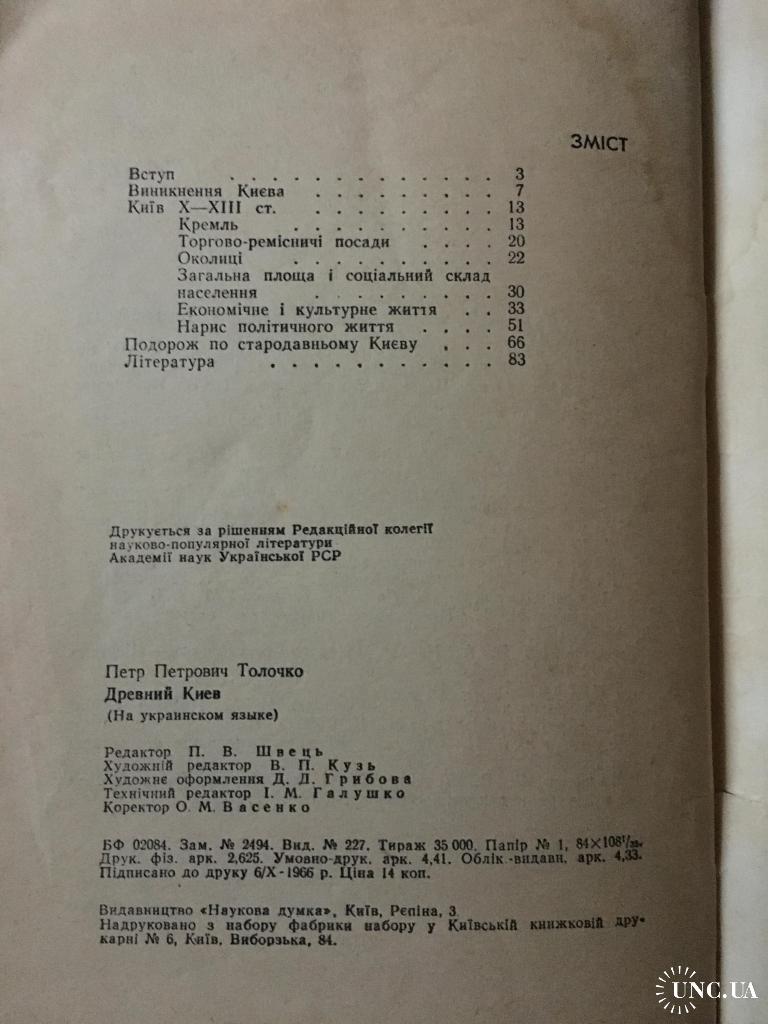 ЗМІСТ
Вступ . . . . . . . . . . . . 3
Виникнення Києва . . . . . . . . . 7
Київ X—XIII ст. . . . . . . . . . 13
Кремль . . . . . . . . . . 13
Торгово-ремісничі посади . . . . 20
Околиці . . . . . . . . . . 22
Загальна площа і соціальний склад
населення . . . . . . . . . 30
Економічне і культурне життя . . 33
Нарис політичного життя . . . . 51
Подорож по стародавньому Києву . . . 66
Література . . . . . . . . . . . 83
Друкується за рішенням Редакційної колегії
науково-популярної літератури
Академії наук Української РСР
Петр Петрович Толочко
Древний Киев
(На украинском языке)
Редактор П. В. Швець
Художній редактор В. П. Кузь
Художнє оформлення Д. Д. Грибова
Технічний редактор І. М. Галушко
Коректор О. М. Васенко
БФ 02084. Зам. № 2494. Вид. № 227. Тираж 35 000. Папір № 1, 84×108¹/₃₂.
Друк. фіз. арк. 2,625. Умовно-друк. арк. 4,41. Облік.-видавн. арк. 4,33.
Підписано до друку 6/X-1966 р. Ціна 14 коп.
Видавництво «Наукова думка», Київ, Рєпіна, 3.
Надруковано з набору фабрики набору у Київській книжковій дру-
карні № 6, Київ, Виборзька, 84.
UNC.UA